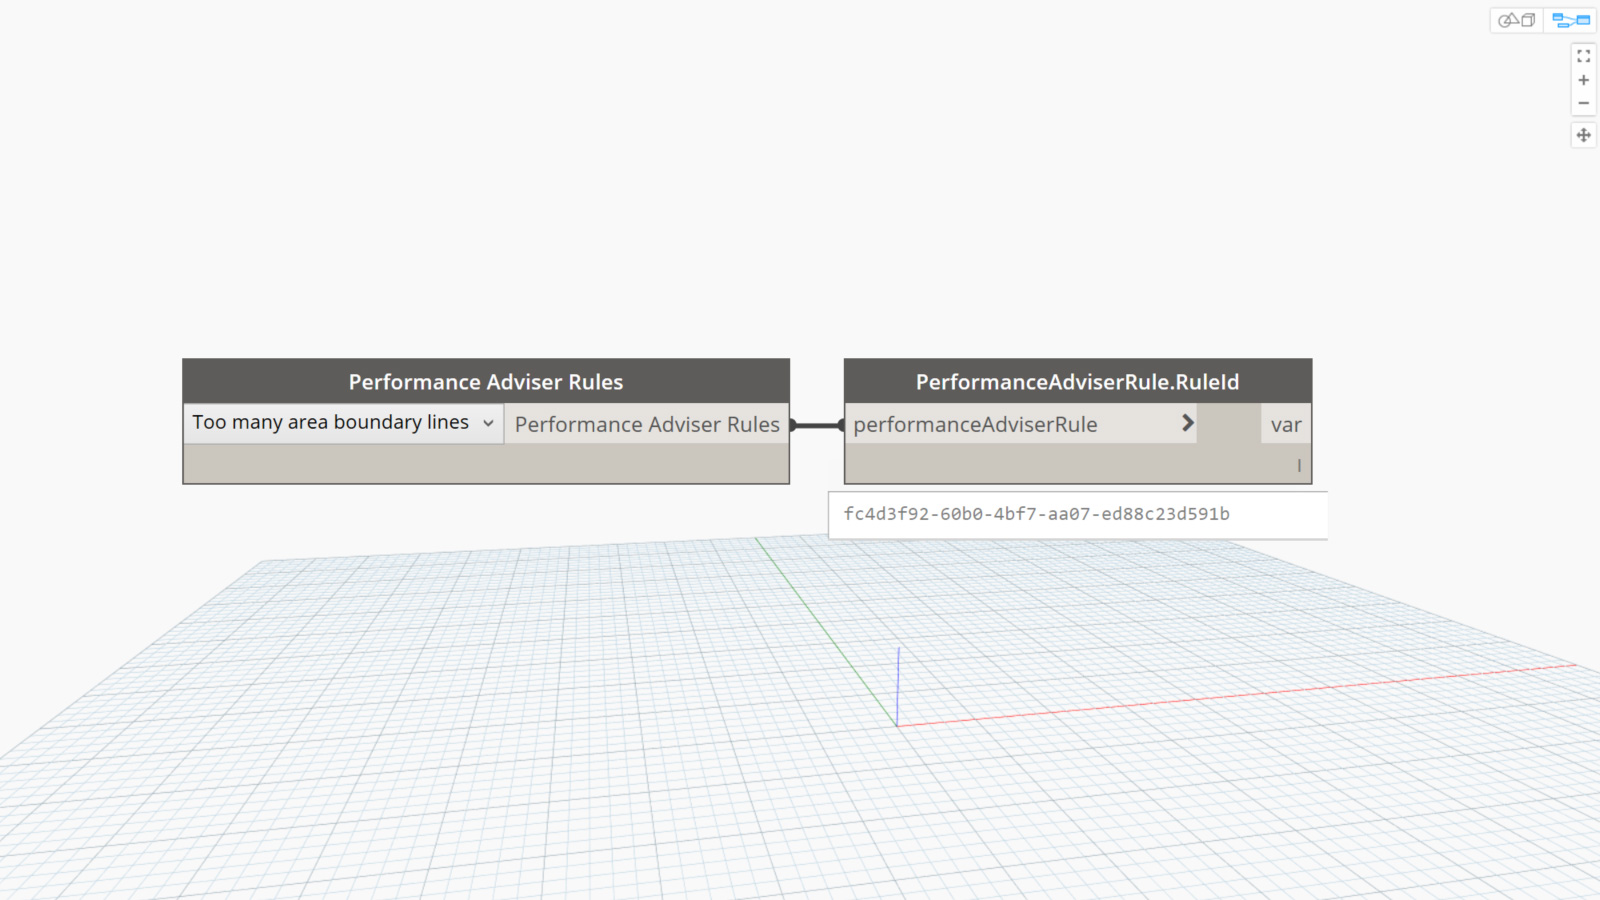 Performance Adviser Rules
Too many area boundary lines
Performance Adviser Rules
PerformanceAdviserRule.RuleId
performanceAdviserRule
var
fc4d3f92-60b0-4bf7-aa07-ed88c23d591b